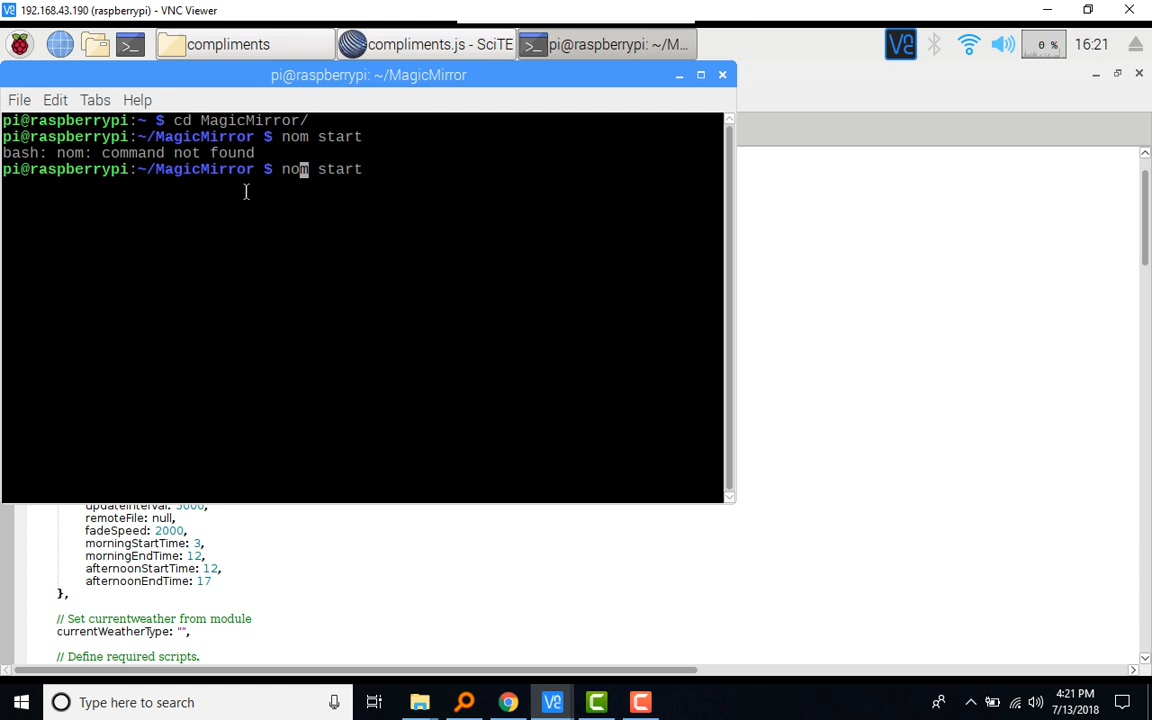 192.168.43.190 (raspberrypi) - VNC Viewer
compliments
compliments.js - SciTE
pi@raspberrypi: ~/M...
0 %
16:21
pi@raspberrypi: ~/MagicMirror
File Edit Tabs Help
pi@raspberrypi:~ $ cd MagicMirror/
pi@raspberrypi:~/MagicMirror $ nom start
bash: nom: command not found
pi@raspberrypi:~/MagicMirror $ nom start
updateInterval: 3000,
remoteFile: null,
fadeSpeed: 2000,
morningStartTime: 3,
morningEndTime: 12,
afternoonStartTime: 12,
afternoonEndTime: 17
},
// Set currentweather from module
currentWeatherType: "",
// Define required scripts.
Type here to search
4:21 PM
7/13/2018